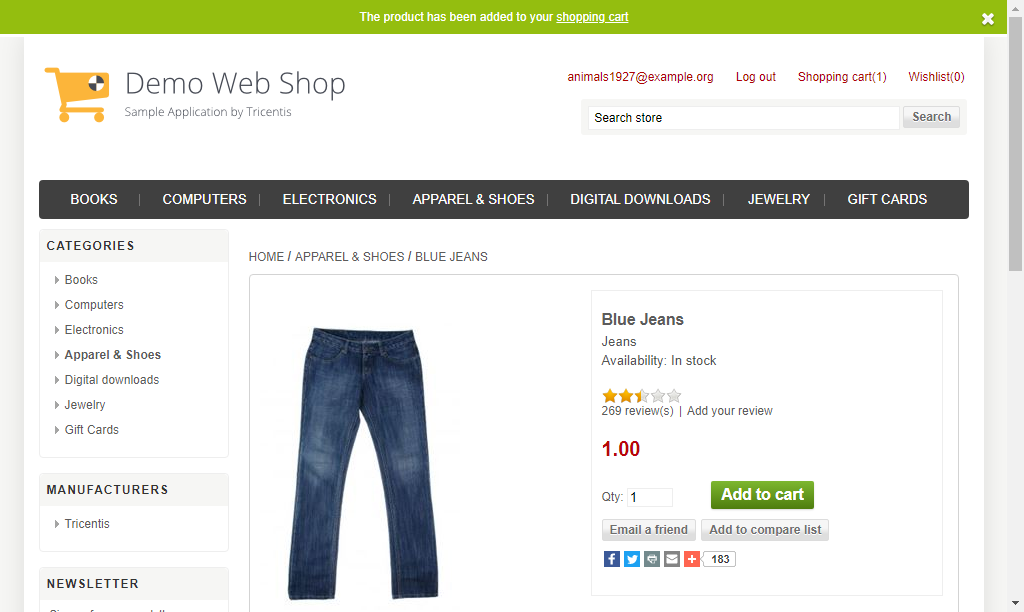 The product has been added to your shopping cart
Demo Web Shop
Sample Application by Tricentis
animals1927@example.org Log out Shopping cart(1) Wishlist(0)
Search store Search
BOOKS COMPUTERS ELECTRONICS APPAREL & SHOES DIGITAL DOWNLOADS JEWELRY GIFT CARDS
CATEGORIES
Books
Computers
Electronics
Apparel & Shoes
Digital downloads
Jewelry
Gift Cards
MANUFACTURERS
Tricentis
NEWSLETTER
HOME / APPAREL & SHOES / BLUE JEANS
Blue Jeans
Jeans
Availability: In stock
269 review(s) | Add your review
1.00
Qty: 1 Add to cart
Email a friend Add to compare list
183